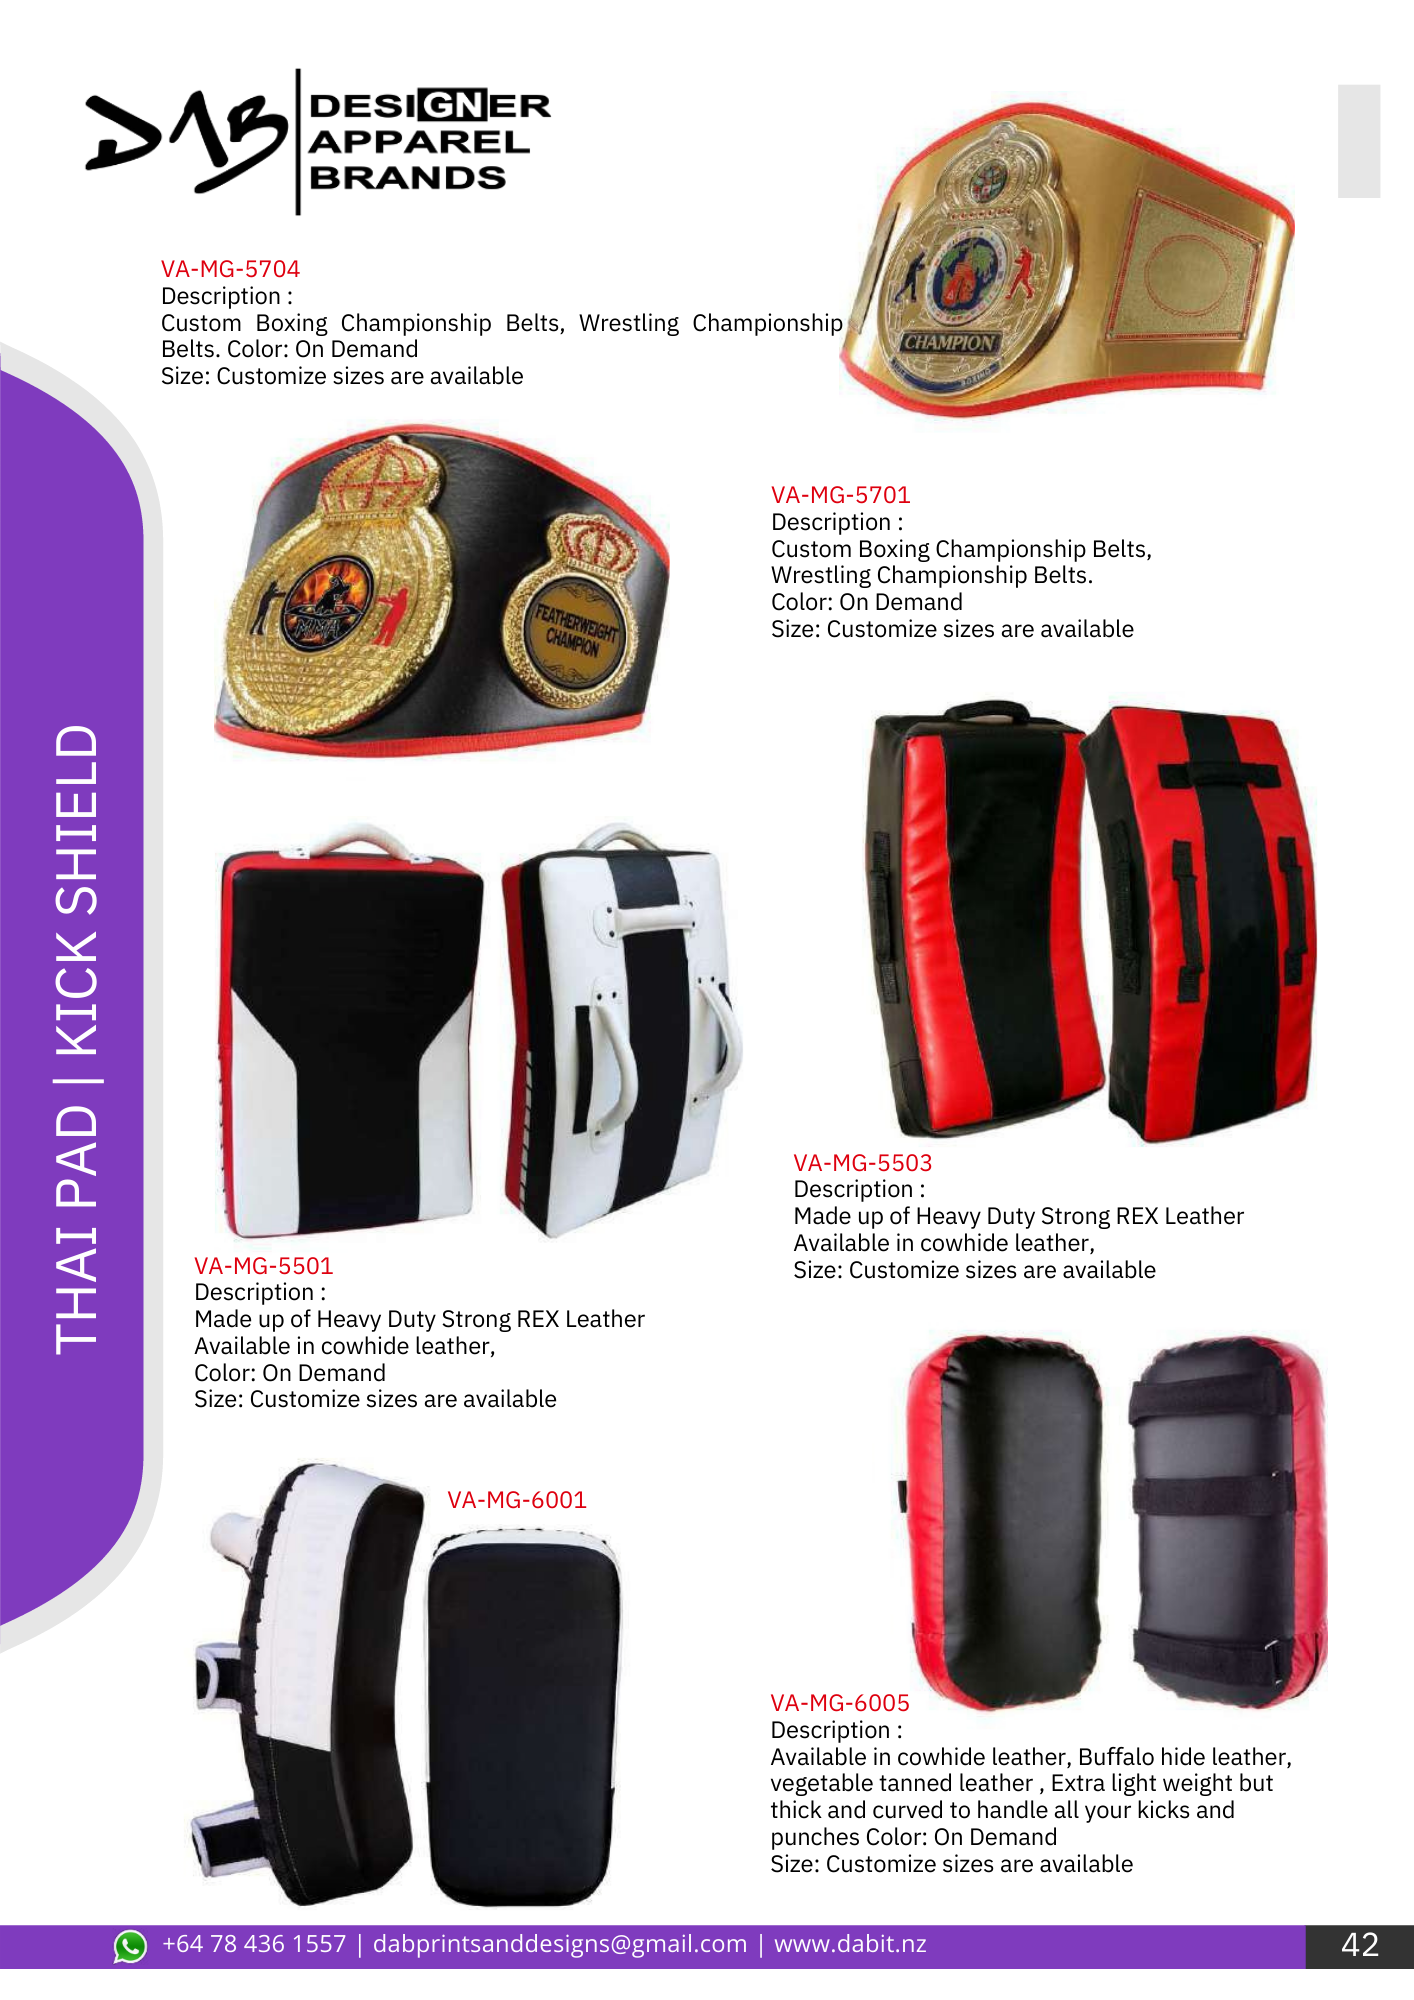 DAB
DESIGNER
APPAREL
BRANDS
VA-MG-5704
Description :
Custom Boxing Championship Belts, Wrestling Championship
Belts. Color: On Demand
Size: Customize sizes are available
CHAMPION
VA-MG-5701
Description :
Custom Boxing Championship Belts,
Wrestling Championship Belts.
Color: On Demand
Size: Customize sizes are available
MMA
FEATHERWEIGHT
CHAMPION
THAI PAD | KICK SHIELD
VA-MG-5503
Description :
Made up of Heavy Duty Strong REX Leather
Available in cowhide leather,
Size: Customize sizes are available
VA-MG-5501
Description :
Made up of Heavy Duty Strong REX Leather
Available in cowhide leather,
Color: On Demand
Size: Customize sizes are available
VA-MG-6001
VA-MG-6005
Description :
Available in cowhide leather, Buffalo hide leather,
vegetable tanned leather , Extra light weight but
thick and curved to handle all your kicks and
punches Color: On Demand
Size: Customize sizes are available
+64 78 436 1557 | dabprintsanddesigns@gmail.com | www.dabit.nz
42